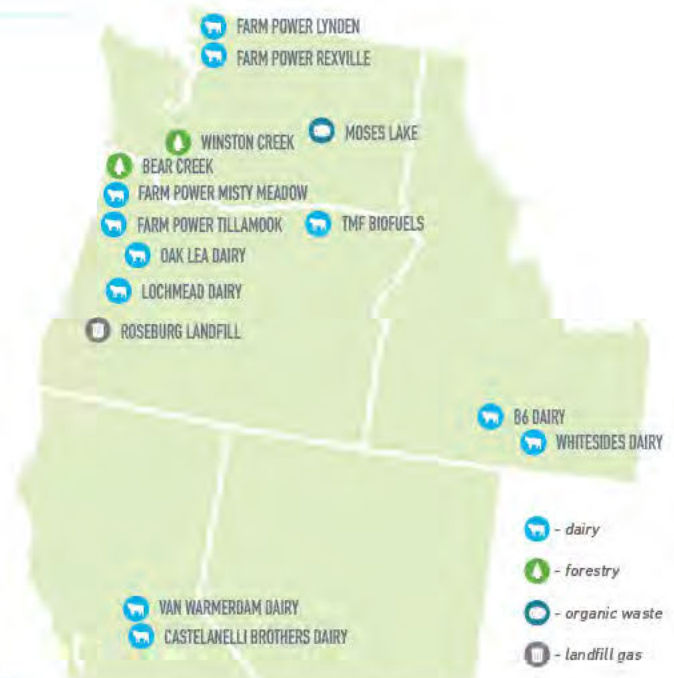 FARM POWER LYNDEN
FARM POWER REXVILLE
MOSES LAKE
WINSTON CREEK
BEAR CREEK
FARM POWER MISTY MEADOW
FARM POWER TILLAMOOK
TMF BIOFUELS
OAK LEA DAIRY
LOCHMEAD DAIRY
ROSEBURG LANDFILL
B6 DAIRY
WHITESIDES DAIRY
- dairy
- forestry
- organic waste
- landfill gas
VAN WARMERDAM DAIRY
CASTELANELLI BROTHERS DAIRY